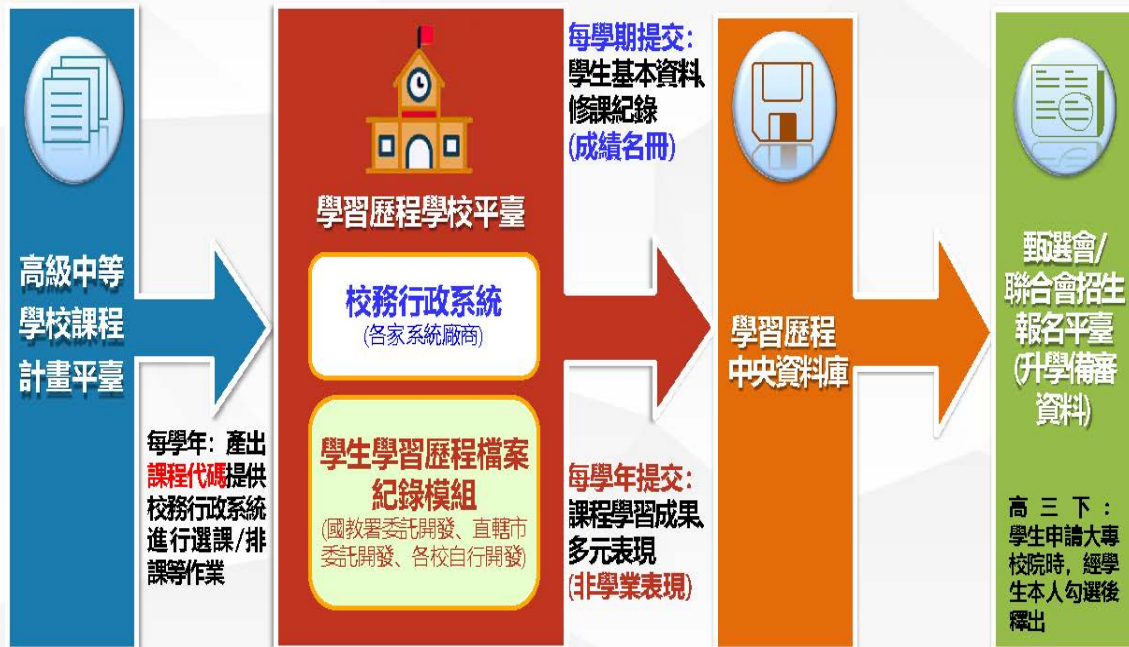 高級中等
學校課程
計畫平臺
每學年：產出
課程代碼提供
校務行政系統
進行選課/排
課等作業
學習歷程學校平臺
校務行政系統
(各家系統廠商)
學生學習歷程檔案
紀錄模組
(國教署委託開發、直轄市
委託開發、各校自行開發)
每學期提交：
學生基本資料、
修課紀錄
(成績名冊)
每學年提交：
課程學習成果、
多元表現
(非學業表現)
學習歷程
中央資料庫
甄選會/
聯合會招生
報名平臺
(升學備審
資料)
高三下：
學生申請大專
校院時，經學
生本人勾選後
釋出